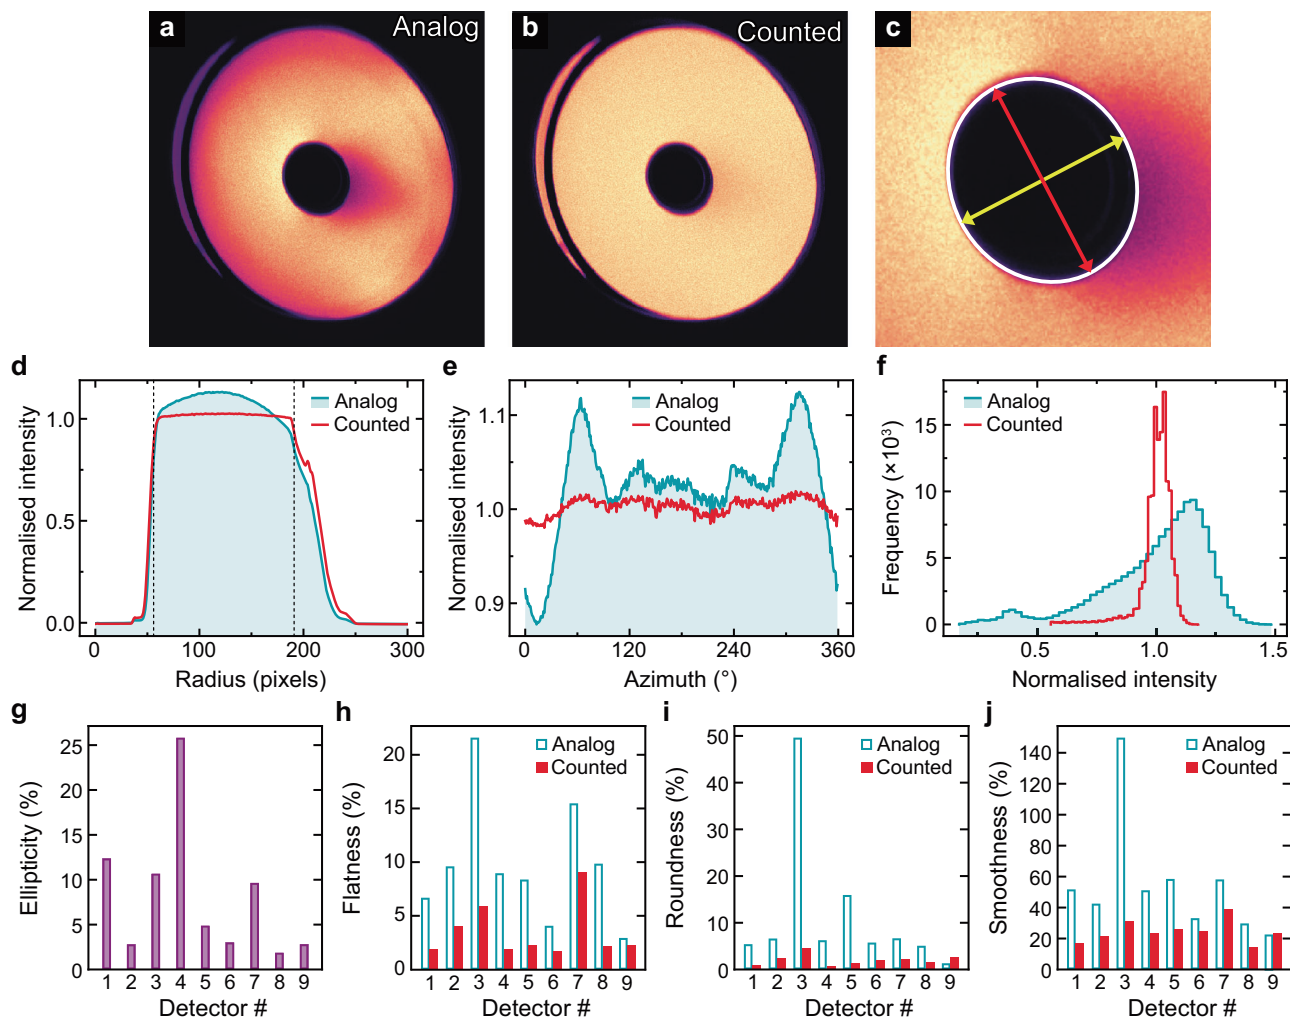 a
Analog
b
Counted
c
d
Normalised intensity
1.0
0.5
0.0
Analog
Counted
0
100
200
300
Radius (pixels)
e
Normalised intensity
1.1
1.0
0.9
Analog
Counted
0
120
240
360
Azimuth (°)
f
Frequency (×10³)
15
10
5
0
Analog
Counted
0.5
1.0
1.5
Normalised intensity
g
Ellipticity (%)
25
20
15
10
5
0
1 2 3 4 5 6 7 8 9
Detector #
h
Flatness (%)
20
15
10
5
0
Analog
Counted
1 2 3 4 5 6 7 8 9
Detector #
i
Roundness (%)
50
40
30
20
10
0
Analog
Counted
1 2 3 4 5 6 7 8 9
Detector #
j
Smoothness (%)
140
120
100
80
60
40
20
0
Analog
Counted
1 2 3 4 5 6 7 8 9
Detector #